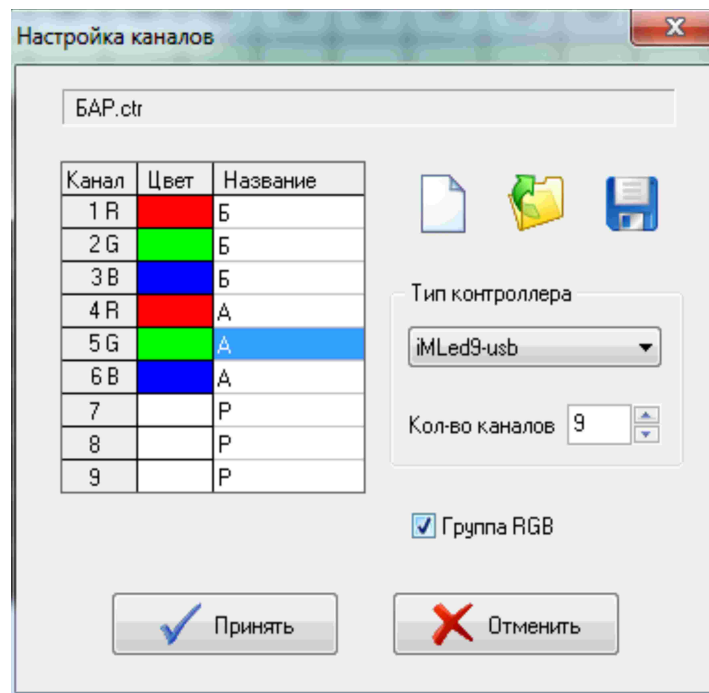 Настройка каналов
БАР.ctr
Канал Цвет Название
1 R Б
2 G Б
3 B Б
4 R А
5 G А
6 B А
7 Р
8 Р
9 Р
Тип контроллера
iMLed9-usb
Кол-во каналов 9
Группа RGB
Принять Отменить